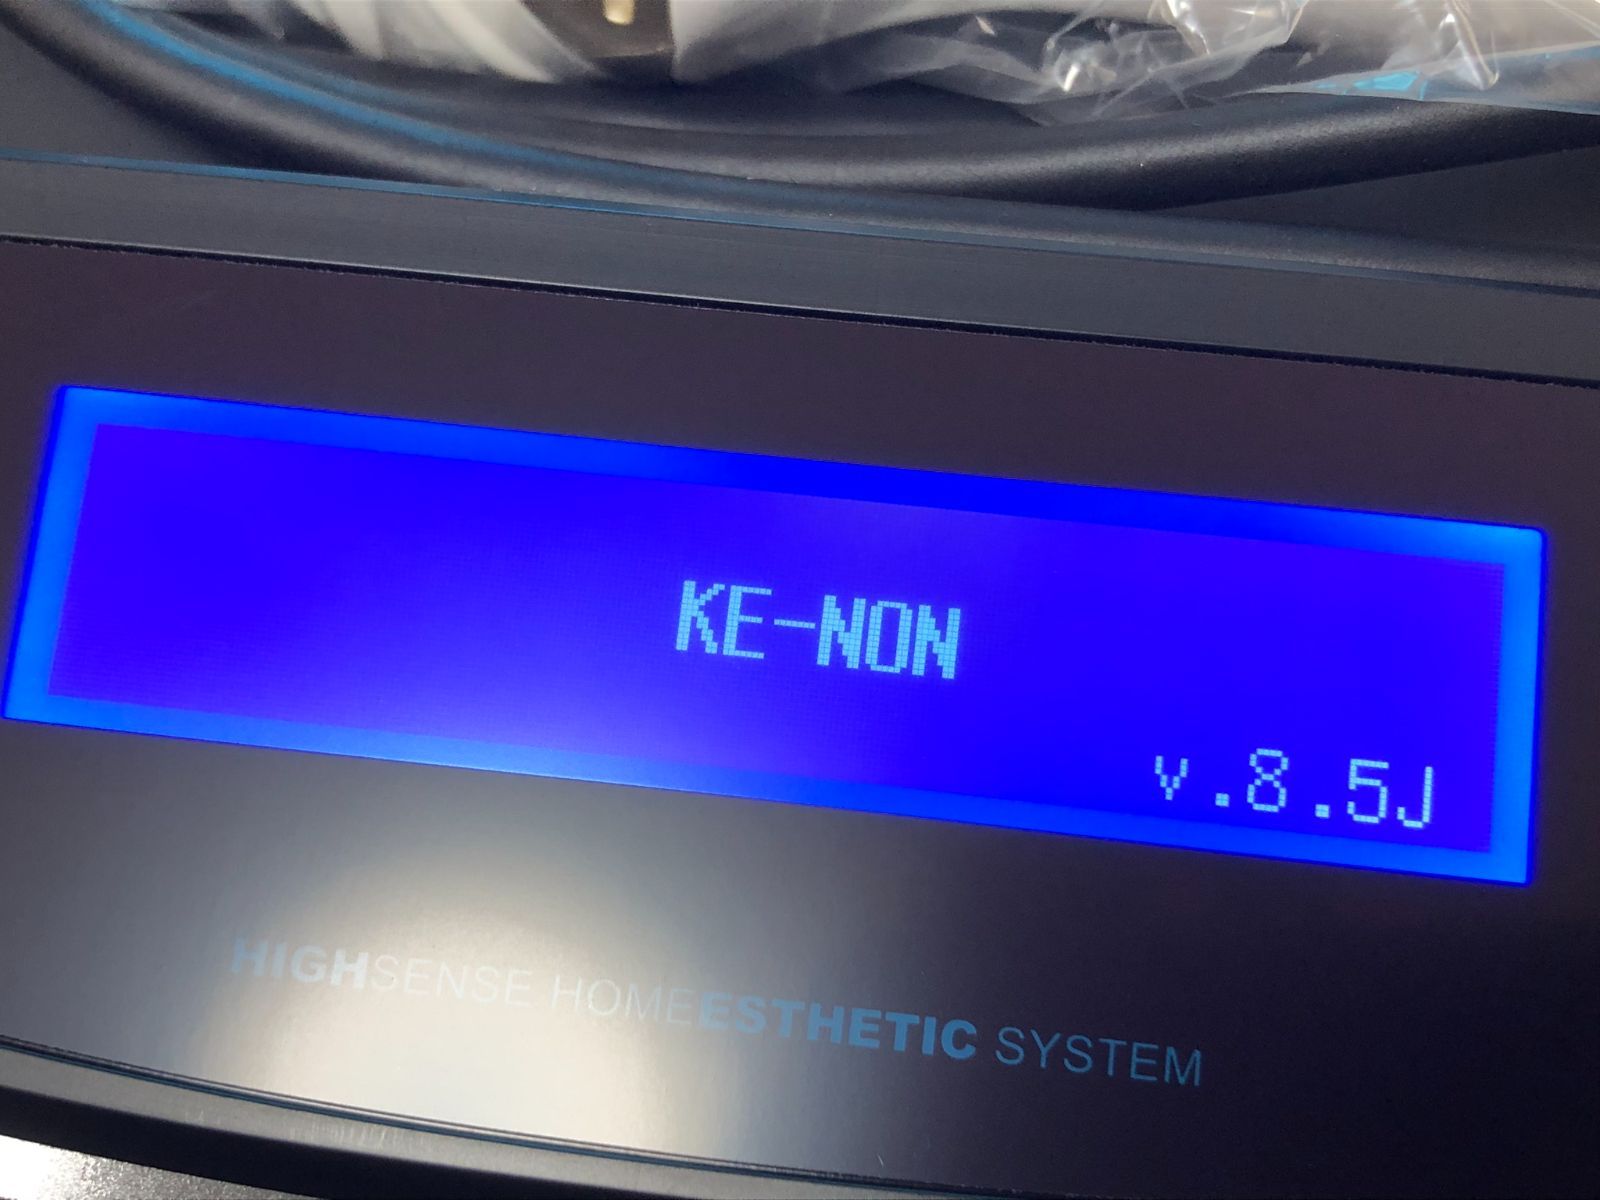 KE-NON
v.8.5J
HIGHSENSE HOMEESTHETIC SYSTEM